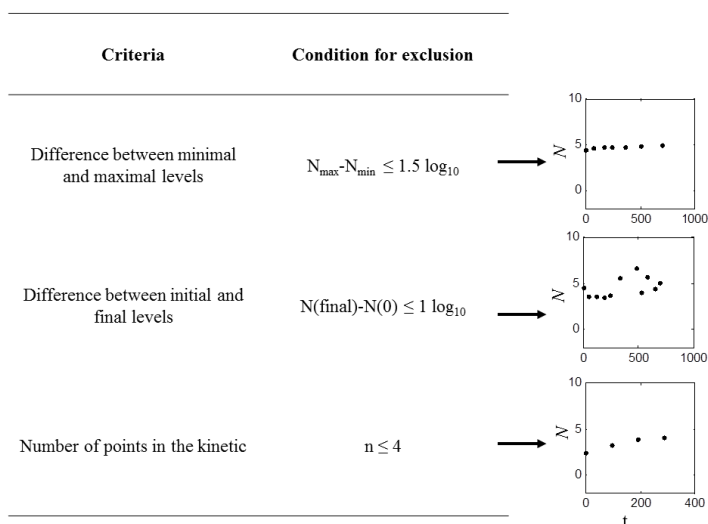 Criteria
Condition for exclusion
Difference between minimal
and maximal levels
Nmax-Nmin ≤ 1.5 log10
10
5
0
N
0 500 1000
Difference between initial and
final levels
N(final)-N(0) ≤ 1 log10
10
5
0
N
0 500 1000
Number of points in the kinetic
n ≤ 4
10
5
0
N
0 200 400
t